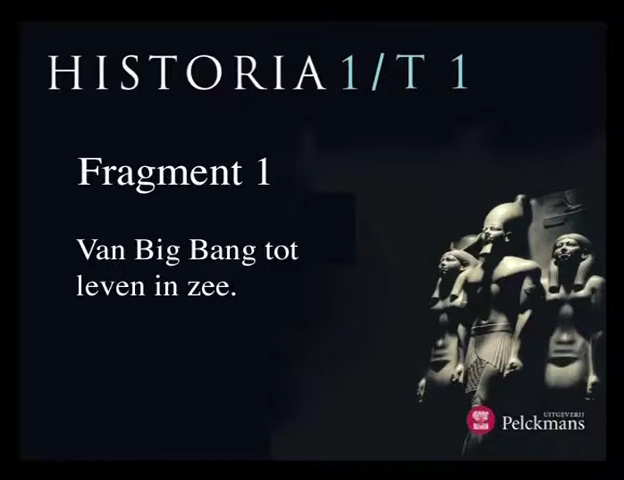 HISTORIA 1/T 1
Fragment 1
Van Big Bang tot
leven in zee.
UITGEVERIJ
Pelckmans